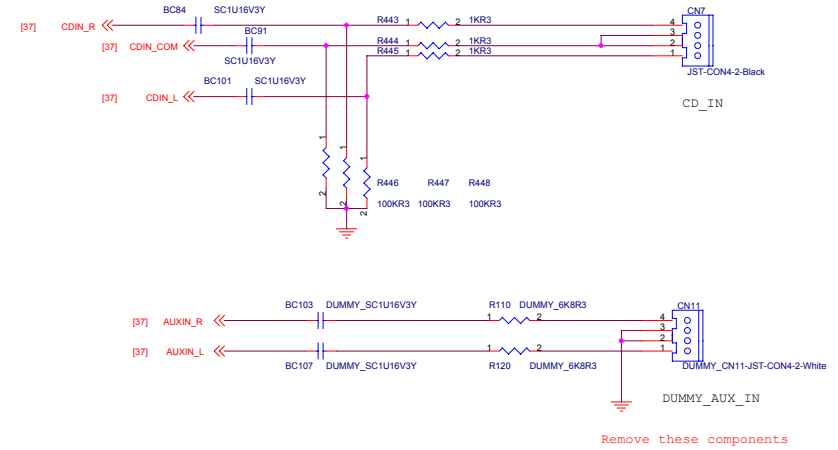 BC84 SC1U16V3Y
CN7
[37] CDIN_R
R443 1 2 1KR3 4
BC91
3
[37] CDIN_COM
R444 1 2 1KR3 2
SC1U16V3Y
R445 1 2 1KR3 1
JST-CON4-2-Black
BC101 SC1U16V3Y
[37] CDIN_L
CD_IN
1 1 1
R446 R447 R448
2 2 2
100KR3 100KR3 100KR3
BC103 DUMMY_SC1U16V3Y R110 DUMMY_6K8R3 CN11
[37] AUXIN_R 1 2 4
3
2
[37] AUXIN_L 1 2 1
BC107 DUMMY_SC1U16V3Y R120 DUMMY_6K8R3 DUMMY_CN11-JST-CON4-2-White
DUMMY_AUX_IN
Remove these components